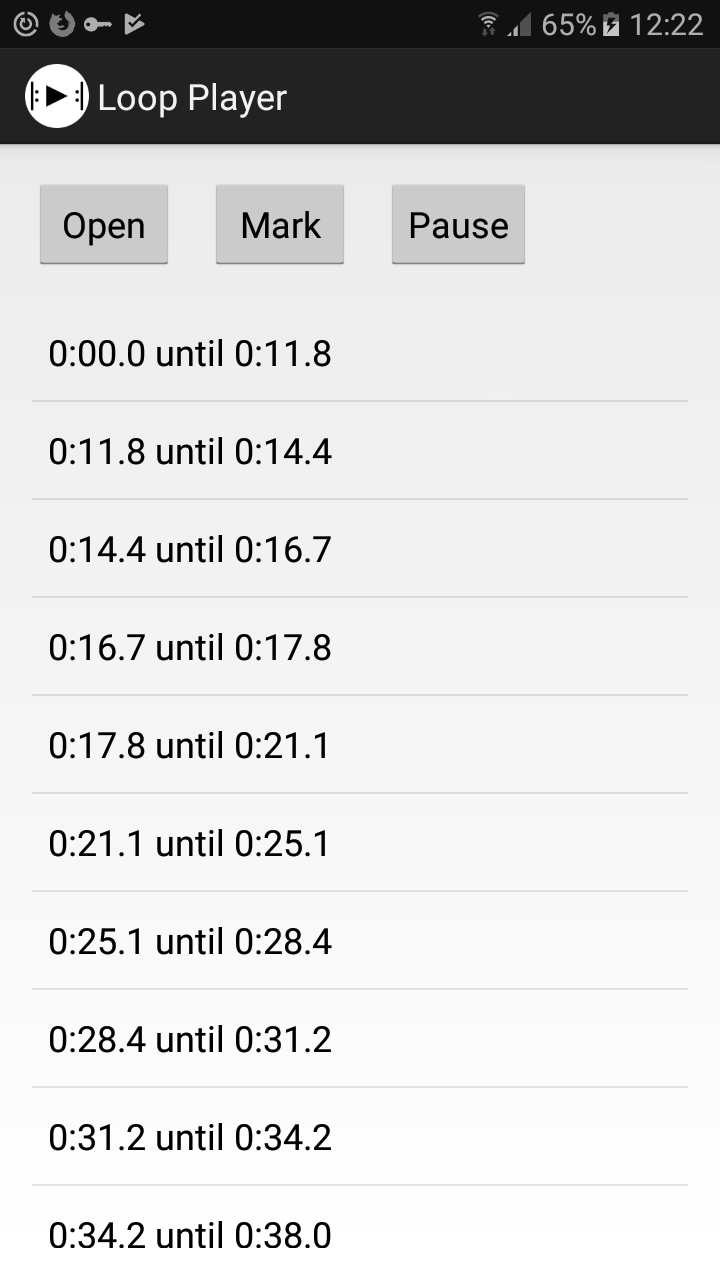 65% 12:22
Loop Player
Open Mark Pause
0:00.0 until 0:11.8
0:11.8 until 0:14.4
0:14.4 until 0:16.7
0:16.7 until 0:17.8
0:17.8 until 0:21.1
0:21.1 until 0:25.1
0:25.1 until 0:28.4
0:28.4 until 0:31.2
0:31.2 until 0:34.2
0:34.2 until 0:38.0